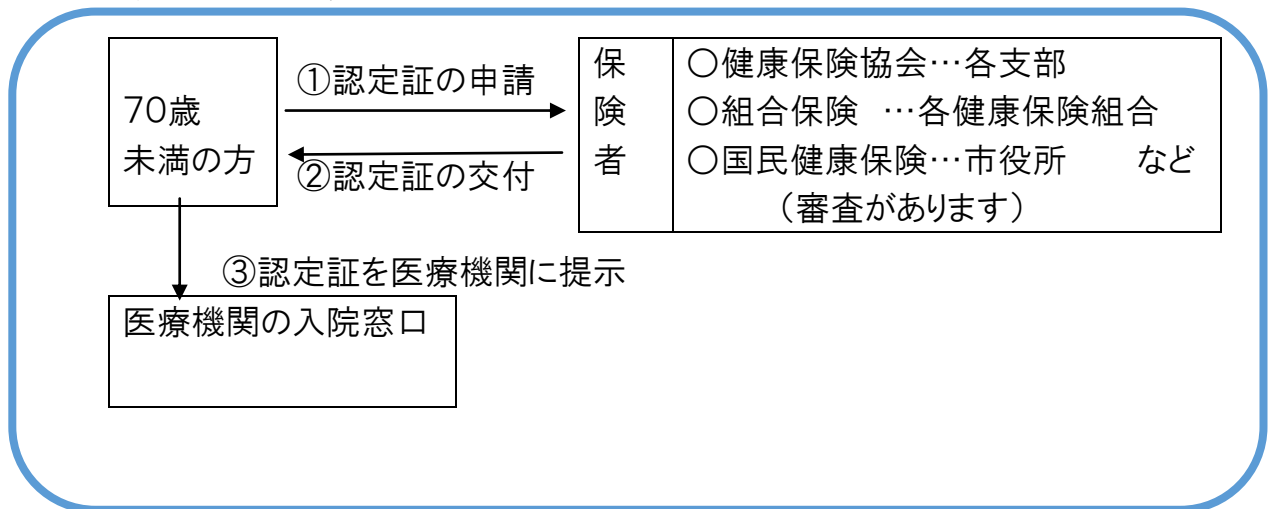 70歳
未満の方
①認定証の申請
②認定証の交付
保
険
者
〇健康保険協会…各支部
〇組合保険 …各健康保険組合
〇国民健康保険…市役所 など
（審査があります）
③認定証を医療機関に提示
医療機関の入院窓口